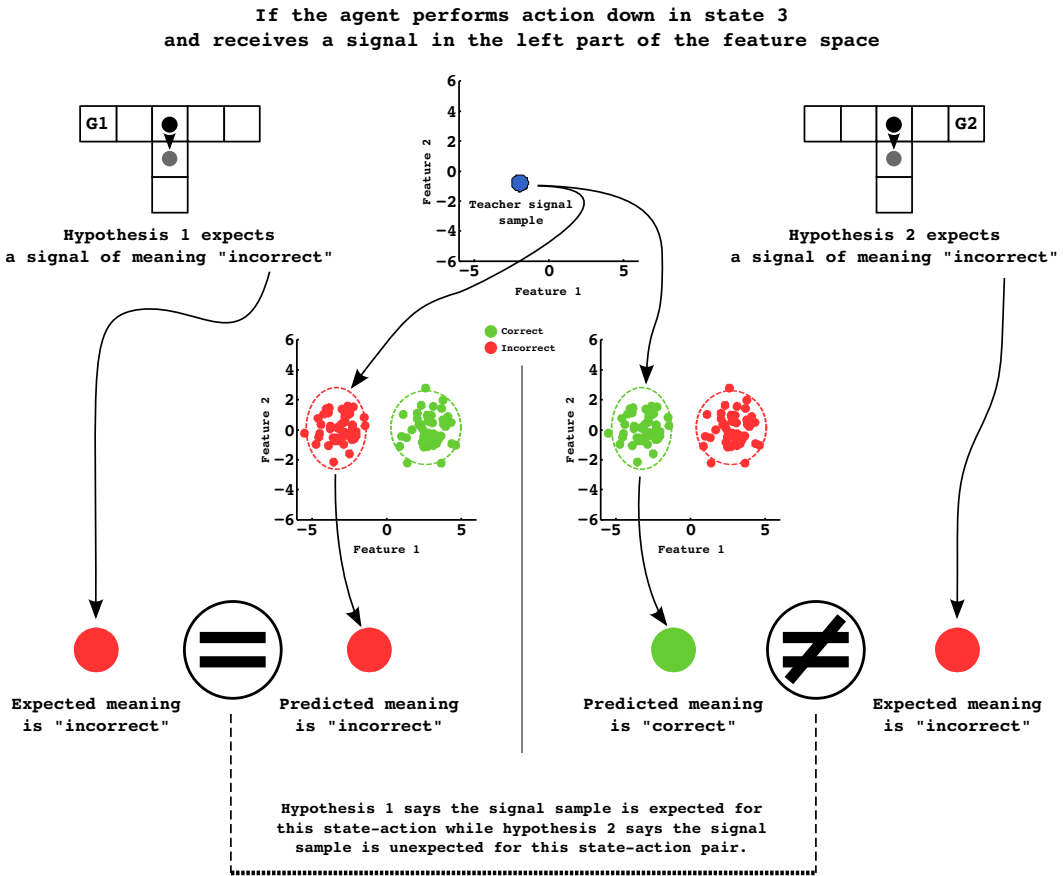 If the agent performs action down in state 3
and receives a signal in the left part of the feature space
G1
Hypothesis 1 expects
a signal of meaning "incorrect"
6
4
2
0
−2
−4
−6
Feature 2
Teacher signal
sample
−5
0
5
Feature 1
G2
Hypothesis 2 expects
a signal of meaning "incorrect"
Correct
Incorrect
6
4
2
0
−2
−4
−6
Feature 2
−5
0
5
Feature 1
6
4
2
0
−2
−4
−6
Feature 2
−5
0
5
Feature 1
Expected meaning
is "incorrect"
Predicted meaning
is "incorrect"
Predicted meaning
is "correct"
Expected meaning
is "incorrect"
Hypothesis 1 says the signal sample is expected for
this state-action while hypothesis 2 says the signal
sample is unexpected for this state-action pair.